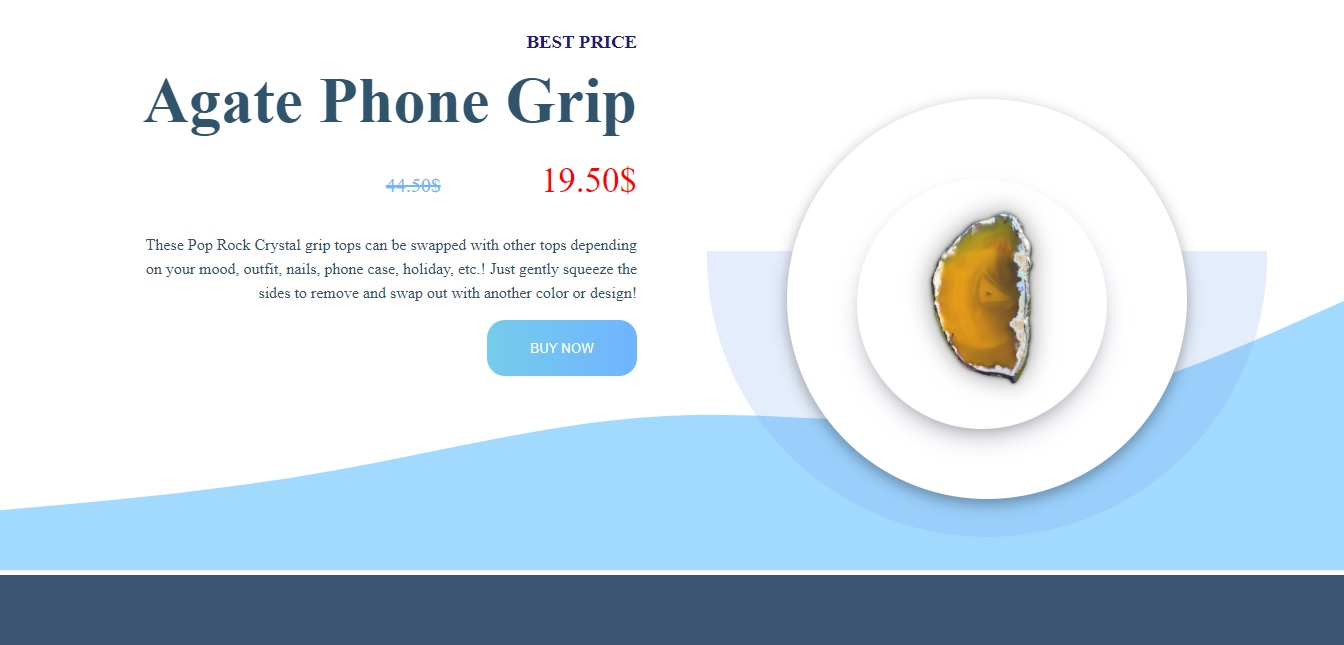 BEST PRICE
Agate Phone Grip
44.50$ 19.50$
These Pop Rock Crystal grip tops can be swapped with other tops depending
on your mood, outfit, nails, phone case, holiday, etc.! Just gently squeeze the
sides to remove and swap out with another color or design!
BUY NOW